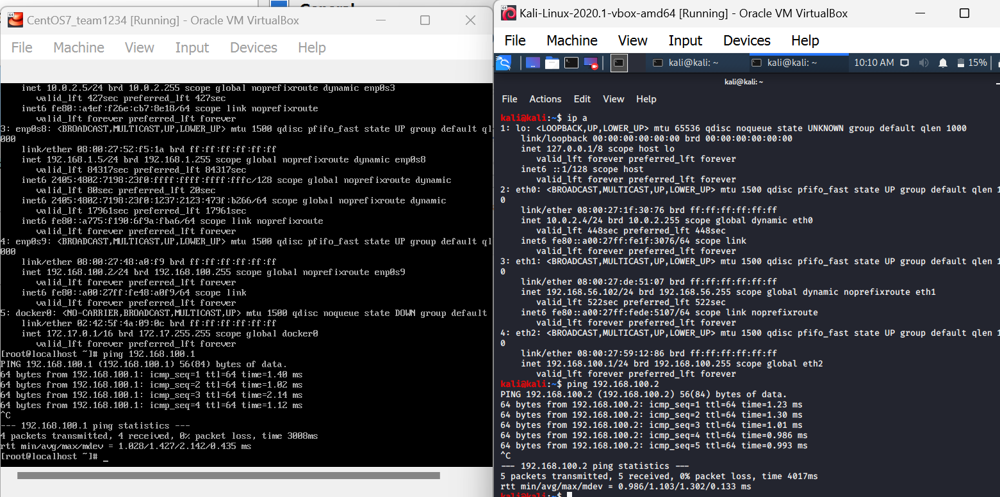 General
CentOS7_team1234 [Running] - Oracle VM VirtualBox
File Machine View Input Devices Help
inet 10.0.2.5/24 brd 10.0.2.255 scope global noprefixroute dynamic enp0s3
valid_lft 427sec preferred_lft 427sec
inet6 fe80::a4ef:f26e:cb7:8e18/64 scope link noprefixroute
valid_lft forever preferred_lft forever
3: enp0s8: <BROADCAST,MULTICAST,UP,LOWER_UP> mtu 1500 qdisc pfifo_fast state UP group default ql
000
link/ether 08:00:27:52:f5:1a brd ff:ff:ff:ff:ff:ff
inet 192.168.1.5/24 brd 192.168.1.255 scope global noprefixroute dynamic enp0s8
valid_lft 84317sec preferred_lft 84317sec
inet6 2405:4802:7198:23f0:ffff:ffff:ffff:fffc/128 scope global noprefixroute dynamic
valid_lft 80sec preferred_lft 20sec
inet6 2405:4802:7198:23f0:1237:2123:473f:b266/64 scope global noprefixroute dynamic
valid_lft 17961sec preferred_lft 17961sec
inet6 fe80::a775:f190:6f9a:fba6/64 scope link noprefixroute
valid_lft forever preferred_lft forever
4: enp0s9: <BROADCAST,MULTICAST,UP,LOWER_UP> mtu 1500 qdisc pfifo_fast state UP group default ql
000
link/ether 08:00:27:48:a0:f9 brd ff:ff:ff:ff:ff:ff
inet 192.168.100.2/24 brd 192.168.100.255 scope global noprefixroute enp0s9
valid_lft forever preferred_lft forever
inet6 fe80::a00:27ff:fe48:a0f9/64 scope link
valid_lft forever preferred_lft forever
5: docker0: <NO-CARRIER,BROADCAST,MULTICAST,UP> mtu 1500 qdisc noqueue state DOWN group default
link/ether 02:42:5f:4a:09:0c brd ff:ff:ff:ff:ff:ff
inet 172.17.0.1/16 brd 172.17.255.255 scope global docker0
valid_lft forever preferred_lft forever
[root@localhost ~]# ping 192.168.100.1
PING 192.168.100.1 (192.168.100.1) 56(84) bytes of data.
64 bytes from 192.168.100.1: icmp_seq=1 ttl=64 time=1.40 ms
64 bytes from 192.168.100.1: icmp_seq=2 ttl=64 time=1.02 ms
64 bytes from 192.168.100.1: icmp_seq=3 ttl=64 time=2.14 ms
64 bytes from 192.168.100.1: icmp_seq=4 ttl=64 time=1.12 ms
^C
--- 192.168.100.1 ping statistics ---
4 packets transmitted, 4 received, 0% packet loss, time 3008ms
rtt min/avg/max/mdev = 1.028/1.427/2.142/0.435 ms
[root@localhost ~]# _
Kali-Linux-2020.1-vbox-amd64 [Running] - Oracle VM VirtualBox
File Machine View Input Devices Help
kali@kali: ~ kali@kali: ~ 10:10 AM 15%
kali@kali: ~
File Actions Edit View Help
kali@kali:~$ ip a
1: lo: <LOOPBACK,UP,LOWER_UP> mtu 65536 qdisc noqueue state UNKNOWN group default qlen 1000
link/loopback 00:00:00:00:00:00 brd 00:00:00:00:00:00
inet 127.0.0.1/8 scope host lo
valid_lft forever preferred_lft forever
inet6 ::1/128 scope host
valid_lft forever preferred_lft forever
2: eth0: <BROADCAST,MULTICAST,UP,LOWER_UP> mtu 1500 qdisc pfifo_fast state UP group default qlen 1
0
link/ether 08:00:27:1f:30:76 brd ff:ff:ff:ff:ff:ff
inet 10.0.2.4/24 brd 10.0.2.255 scope global dynamic eth0
valid_lft 448sec preferred_lft 448sec
inet6 fe80::a00:27ff:fe1f:3076/64 scope link
valid_lft forever preferred_lft forever
3: eth1: <BROADCAST,MULTICAST,UP,LOWER_UP> mtu 1500 qdisc pfifo_fast state UP group default qlen 1
0
link/ether 08:00:27:de:51:07 brd ff:ff:ff:ff:ff:ff
inet 192.168.56.102/24 brd 192.168.56.255 scope global dynamic noprefixroute eth1
valid_lft 522sec preferred_lft 522sec
inet6 fe80::a00:27ff:fede:5107/64 scope link noprefixroute
valid_lft forever preferred_lft forever
4: eth2: <BROADCAST,MULTICAST,UP,LOWER_UP> mtu 1500 qdisc pfifo_fast state UP group default qlen 1
0
link/ether 08:00:27:59:12:86 brd ff:ff:ff:ff:ff:ff
inet 192.168.100.1/24 brd 192.168.100.255 scope global eth2
valid_lft forever preferred_lft forever
kali@kali:~$ ping 192.168.100.2
PING 192.168.100.2 (192.168.100.2) 56(84) bytes of data.
64 bytes from 192.168.100.2: icmp_seq=1 ttl=64 time=1.23 ms
64 bytes from 192.168.100.2: icmp_seq=2 ttl=64 time=1.30 ms
64 bytes from 192.168.100.2: icmp_seq=3 ttl=64 time=1.01 ms
64 bytes from 192.168.100.2: icmp_seq=4 ttl=64 time=0.986 ms
64 bytes from 192.168.100.2: icmp_seq=5 ttl=64 time=0.993 ms
^C
--- 192.168.100.2 ping statistics ---
5 packets transmitted, 5 received, 0% packet loss, time 4017ms
rtt min/avg/max/mdev = 0.986/1.103/1.302/0.133 ms
kali@kali:~$